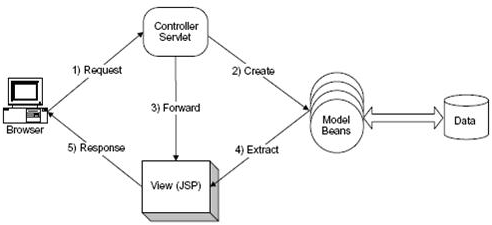 Controller
Servlet
1) Request
2) Create
3) Forward
Browser
Model
Beans
Data
5) Response
4) Extract
View (JSP)